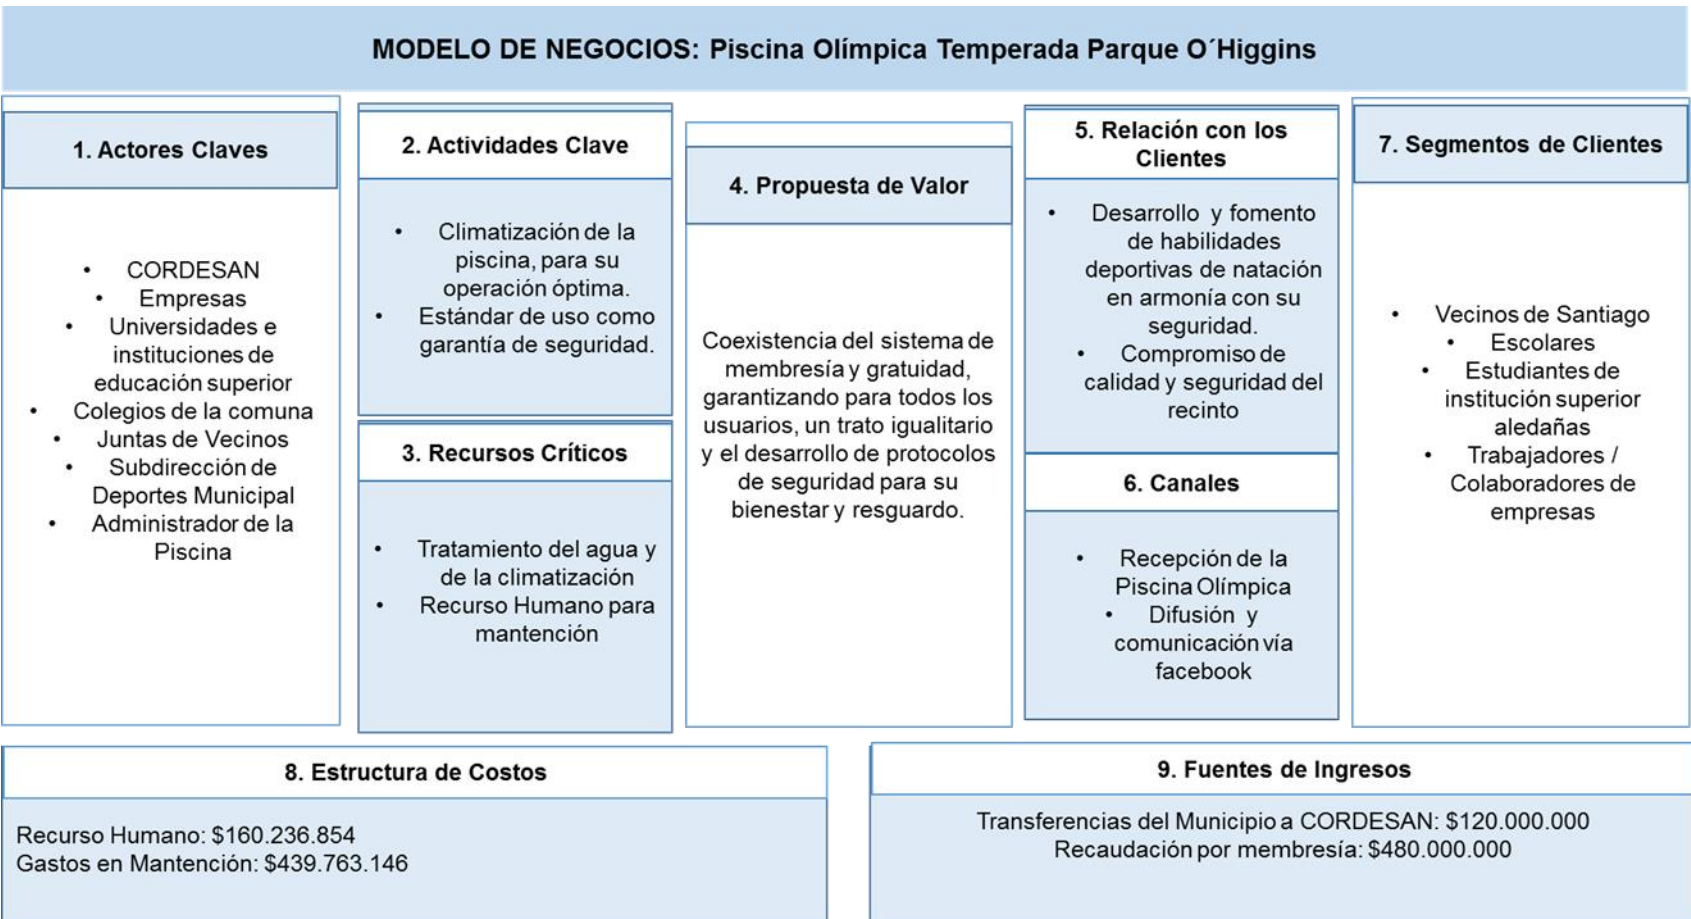 MODELO DE NEGOCIOS: Piscina Olímpica Temperada Parque O´Higgins
1. Actores Claves
• CORDESAN
• Empresas
• Universidades e
instituciones de
educación superior
• Colegios de la comuna
• Juntas de Vecinos
• Subdirección de
Deportes Municipal
• Administrador de la
Piscina
2. Actividades Clave
• Climatización de la
piscina, para su
operación óptima.
• Estándar de uso como
garantía de seguridad.
3. Recursos Críticos
• Tratamiento del agua y
de la climatización
• Recurso Humano para
mantención
4. Propuesta de Valor
Coexistencia del sistema de
membresía y gratuidad,
garantizando para todos los
usuarios, un trato igualitario
y el desarrollo de protocolos
de seguridad para su
bienestar y resguardo.
5. Relación con los
Clientes
• Desarrollo y fomento
de habilidades
deportivas de natación
en armonía con su
seguridad.
• Compromiso de
calidad y seguridad del
recinto
6. Canales
• Recepción de la
Piscina Olímpica
• Difusión y
comunicación vía
facebook
7. Segmentos de Clientes
• Vecinos de Santiago
• Escolares
• Estudiantes de
institución superior
aledañas
• Trabajadores /
Colaboradores de
empresas
8. Estructura de Costos
Recurso Humano: $160.236.854
Gastos en Mantención: $439.763.146
9. Fuentes de Ingresos
Transferencias del Municipio a CORDESAN: $120.000.000
Recaudación por membresía: $480.000.000